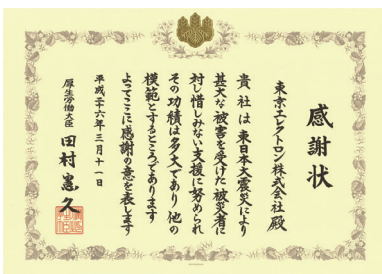 感謝状
東京エレクトロン株式会社殿
貴社は東日本大震災により
甚大な被害を受けた被災者に
対し惜しみない支援に努められ
その功績は多大であり他の
模範とするところであります
よってここに感謝の意を表します
平成二十六年三月十一日
厚生労働大臣 田村憲久